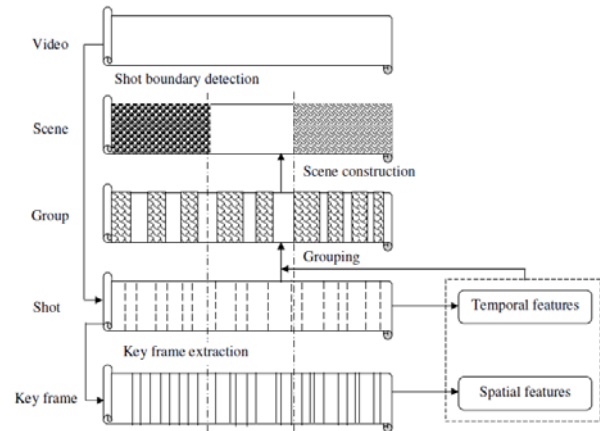 Video
Shot boundary detection
Scene
Scene construction
Group
Grouping
Shot
Temporal features
Key frame extraction
Key frame
Spatial features